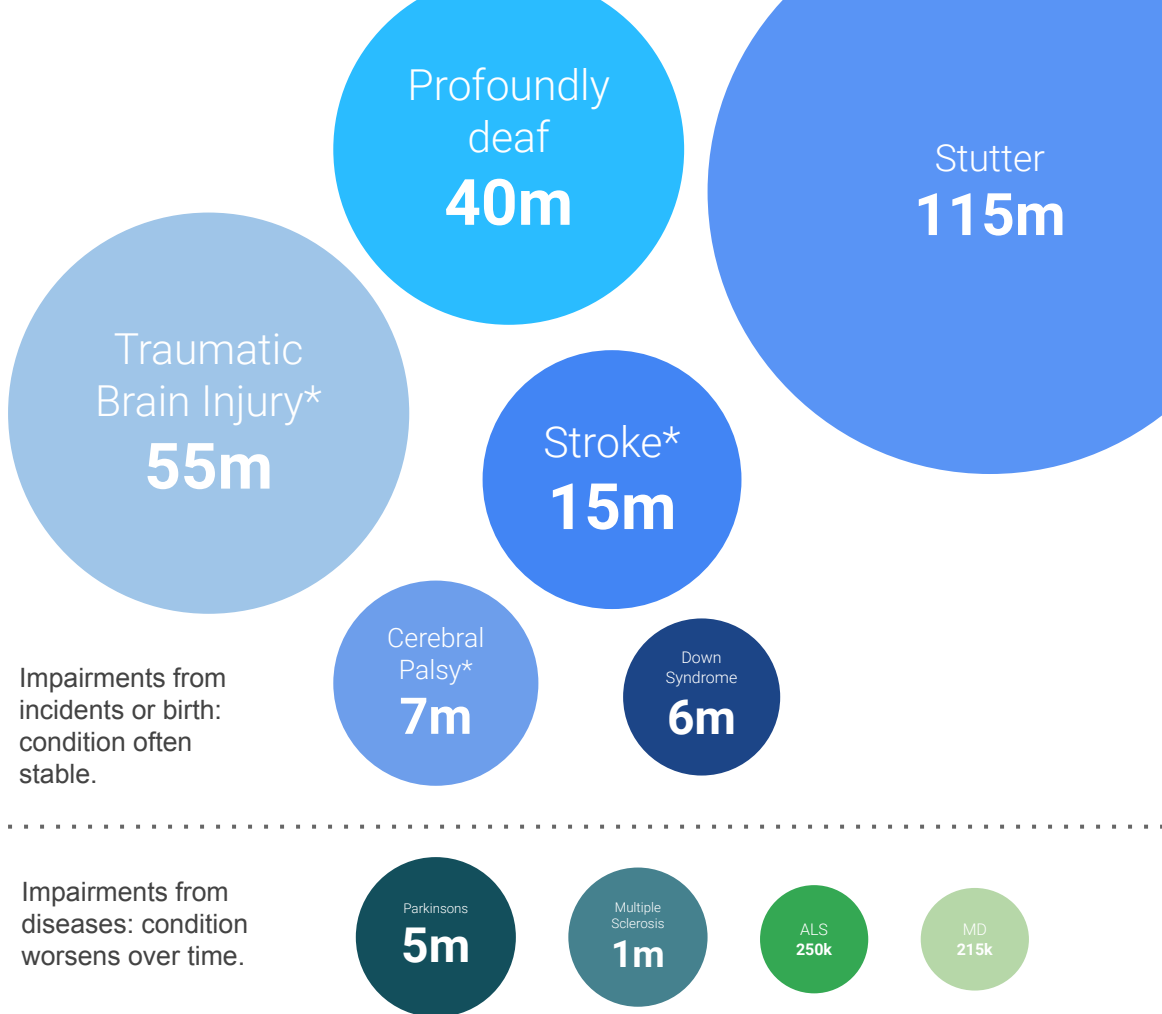 Profoundly
deaf
40m
Stutter
115m
Traumatic
Brain Injury*
55m
Stroke*
15m
Cerebral
Palsy*
7m
Down
Syndrome
6m
Impairments from
incidents or birth:
condition often
stable.
Impairments from
diseases: condition
worsens over time.
Parkinsons
5m
Multiple
Sclerosis
1m
ALS
250k
MD
215k